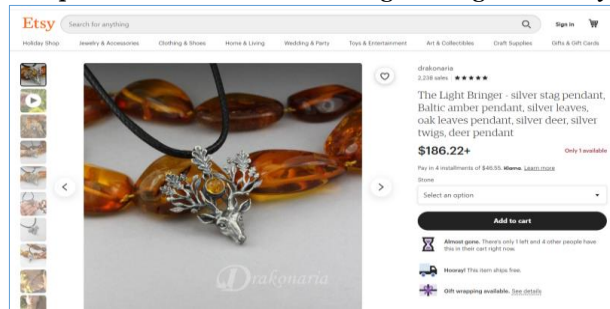 Etsy
Search for anything
Sign in
Holiday Shop Jewelry & Accessories Clothing & Shoes Home & Living Wedding & Party Toys & Entertainment Art & Collectibles Craft Supplies Gifts & Gift Cards
drakonaria
2,238 sales
The Light Bringer - silver stag pendant,
Baltic amber pendant, silver leaves,
oak leaves pendant, silver deer, silver
twigs, deer pendant
$186.22+ Only 1 available
Pay in 4 installments of $46.55. Klarna. Learn more
Stone
Select an option
Add to cart
Almost gone. There's only 1 left and 4 other people have
this in their cart right now.
Hooray! This item ships free.
Gift wrapping available. See details
Drakonaria